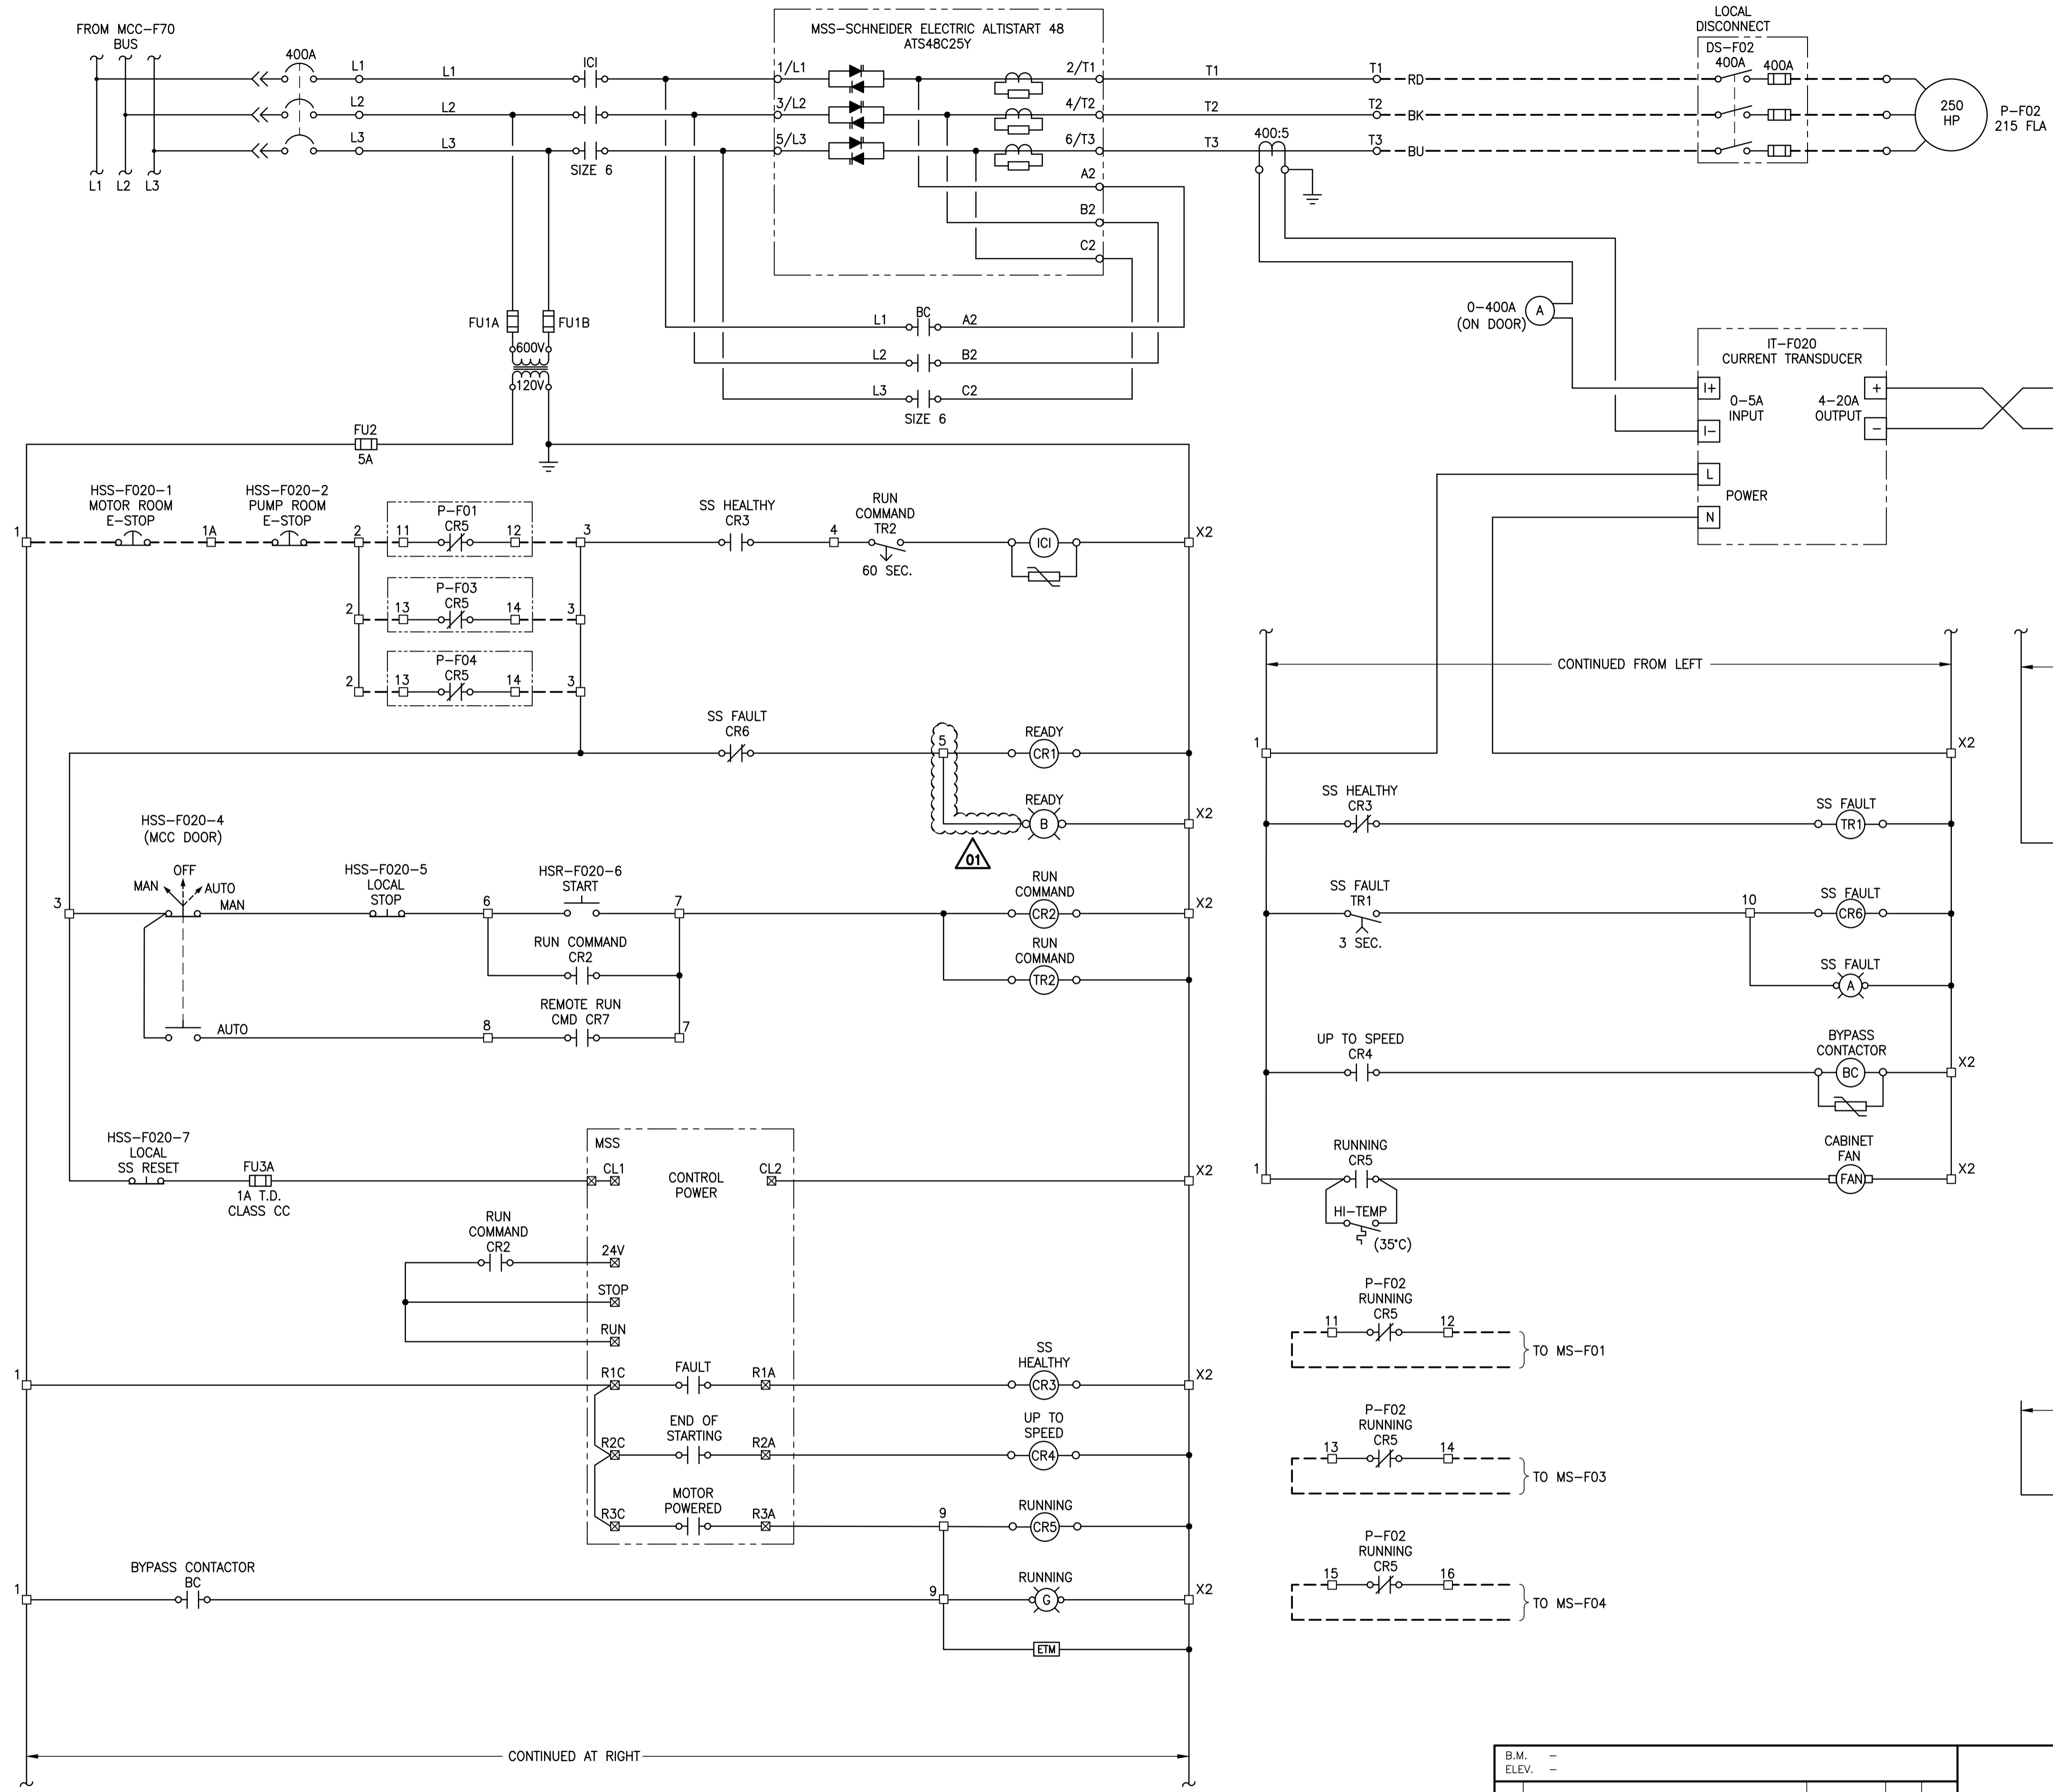 FROM MCC-F70
BUS
400A
L1
L1
L2
L2
L3
L3
L1
L2
L3
ICI
SIZE 6
MSS-SCHNEIDER ELECTRIC ALTISTART 48
ATS48C25Y
1/L1
2/T1
3/L2
4/T2
5/L3
6/T3
A2
B2
C2
T1
T2
T3
400:5
T1
RD
T2
BK
T3
BU
LOCAL
DISCONNECT
DS-F02
400A
400A
250
HP
P-F02
215 FLA
FU1A
FU1B
600V
120V
L1
BC
A2
L2
B2
L3
C2
SIZE 6
0-400A
(ON DOOR)
A
IT-F020
CURRENT TRANSDUCER
I+
I-
0-5A
INPUT
4-20A
OUTPUT
+
-
L
POWER
N
FU2
5A
1
HSS-F020-1
MOTOR ROOM
E-STOP
1A
HSS-F020-2
PUMP ROOM
E-STOP
2
P-F01
CR5
11
12
3
SS HEALTHY
CR3
4
RUN
COMMAND
TR2
60 SEC.
ICI
X2
2
P-F03
CR5
13
14
3
2
P-F04
CR5
13
14
3
SS FAULT
CR6
5
READY
CR1
READY
B
X2
01
HSS-F020-4
(MCC DOOR)
OFF
MAN
AUTO
MAN
3
HSS-F020-5
LOCAL
STOP
6
HSR-F020-6
START
7
RUN
COMMAND
CR2
X2
RUN COMMAND
CR2
RUN
COMMAND
TR2
REMOTE RUN
CMD CR7
AUTO
8
7
HSS-F020-7
LOCAL
SS RESET
FU3A
1A T.D.
CLASS CC
MSS
CL1
CONTROL
POWER
CL2
X2
RUN
COMMAND
CR2
24V
STOP
RUN
1
R1C
FAULT
R1A
SS
HEALTHY
CR3
X2
R2C
END OF
STARTING
R2A
UP TO
SPEED
CR4
R3C
MOTOR
POWERED
R3A
9
RUNNING
CR5
1
BYPASS CONTACTOR
BC
9
RUNNING
G
X2
ETM
CONTINUED AT RIGHT
CONTINUED FROM LEFT
1
X2
SS HEALTHY
CR3
SS FAULT
TR1
SS FAULT
TR1
3 SEC.
10
SS FAULT
CR6
SS FAULT
A
UP TO SPEED
CR4
BYPASS
CONTACTOR
BC
X2
1
RUNNING
CR5
HI-TEMP
(35°C)
CABINET
FAN
FAN
X2
P-F02
RUNNING
CR5
11
12
TO MS-F01
P-F02
RUNNING
CR5
13
14
TO MS-F03
P-F02
RUNNING
CR5
15
16
TO MS-F04
B.M. -
ELEV. -